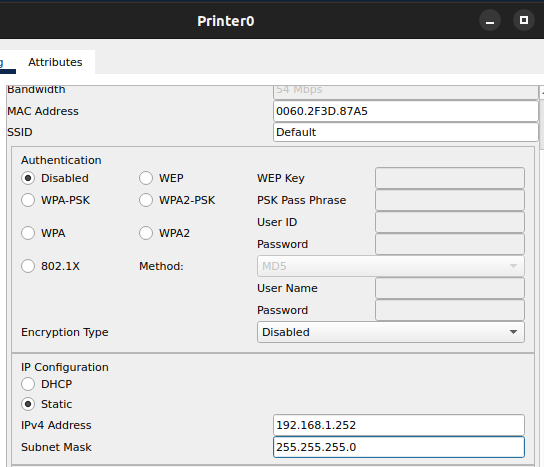 Printer0
g Attributes
Bandwidth 54 Mbps
MAC Address 0060.2F3D.87A5
SSID Default
Authentication
Disabled WEP WEP Key
WPA-PSK WPA2-PSK PSK Pass Phrase
User ID
WPA WPA2
Password
802.1X Method: MD5
User Name
Password
Encryption Type Disabled
IP Configuration
DHCP
Static
IPv4 Address 192.168.1.252
Subnet Mask 255.255.255.0